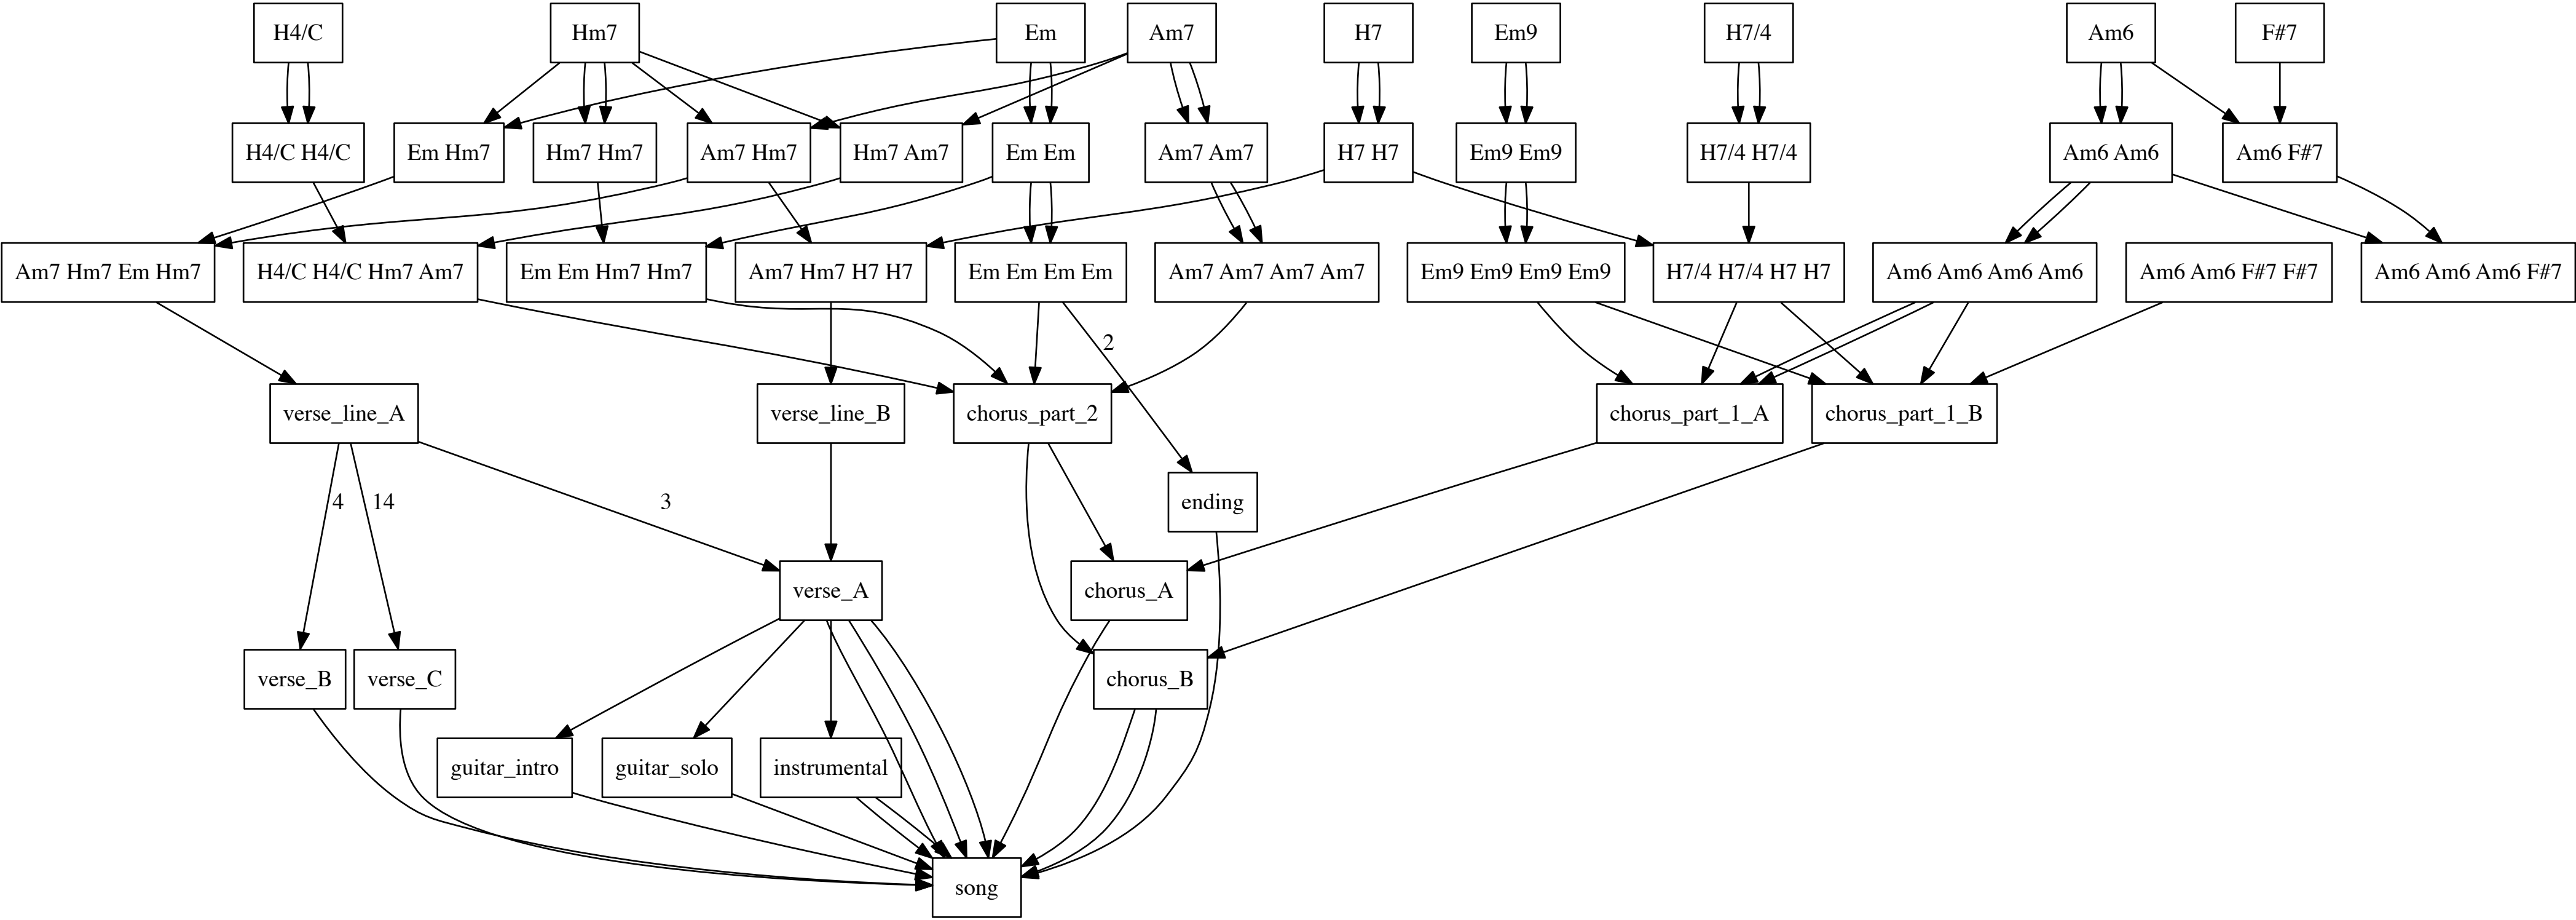 H4/C
Hm7
Em
Am7
H7
Em9
H7/4
Am6
F#7
H4/C H4/C
Em Hm7
Hm7 Hm7
Am7 Hm7
Hm7 Am7
Em Em
Am7 Am7
H7 H7
Em9 Em9
H7/4 H7/4
Am6 Am6
Am6 F#7
Am7 Hm7 Em Hm7
H4/C H4/C Hm7 Am7
Em Em Hm7 Hm7
Am7 Hm7 H7 H7
Em Em Em Em
Am7 Am7 Am7 Am7
Em9 Em9 Em9 Em9
H7/4 H7/4 H7 H7
Am6 Am6 Am6 Am6
Am6 Am6 F#7 F#7
Am6 Am6 Am6 F#7
2
verse_line_A
verse_line_B
chorus_part_2
chorus_part_1_A
chorus_part_1_B
4
14
3
ending
verse_A
chorus_A
verse_B
verse_C
chorus_B
guitar_intro
guitar_solo
instrumental
song